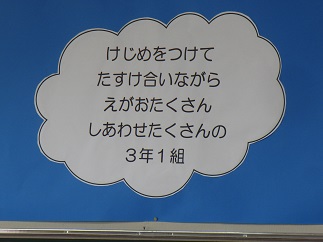 けじめをつけて
たすけ合いながら
えがおたくさん
しあわせたくさんの
３年１組